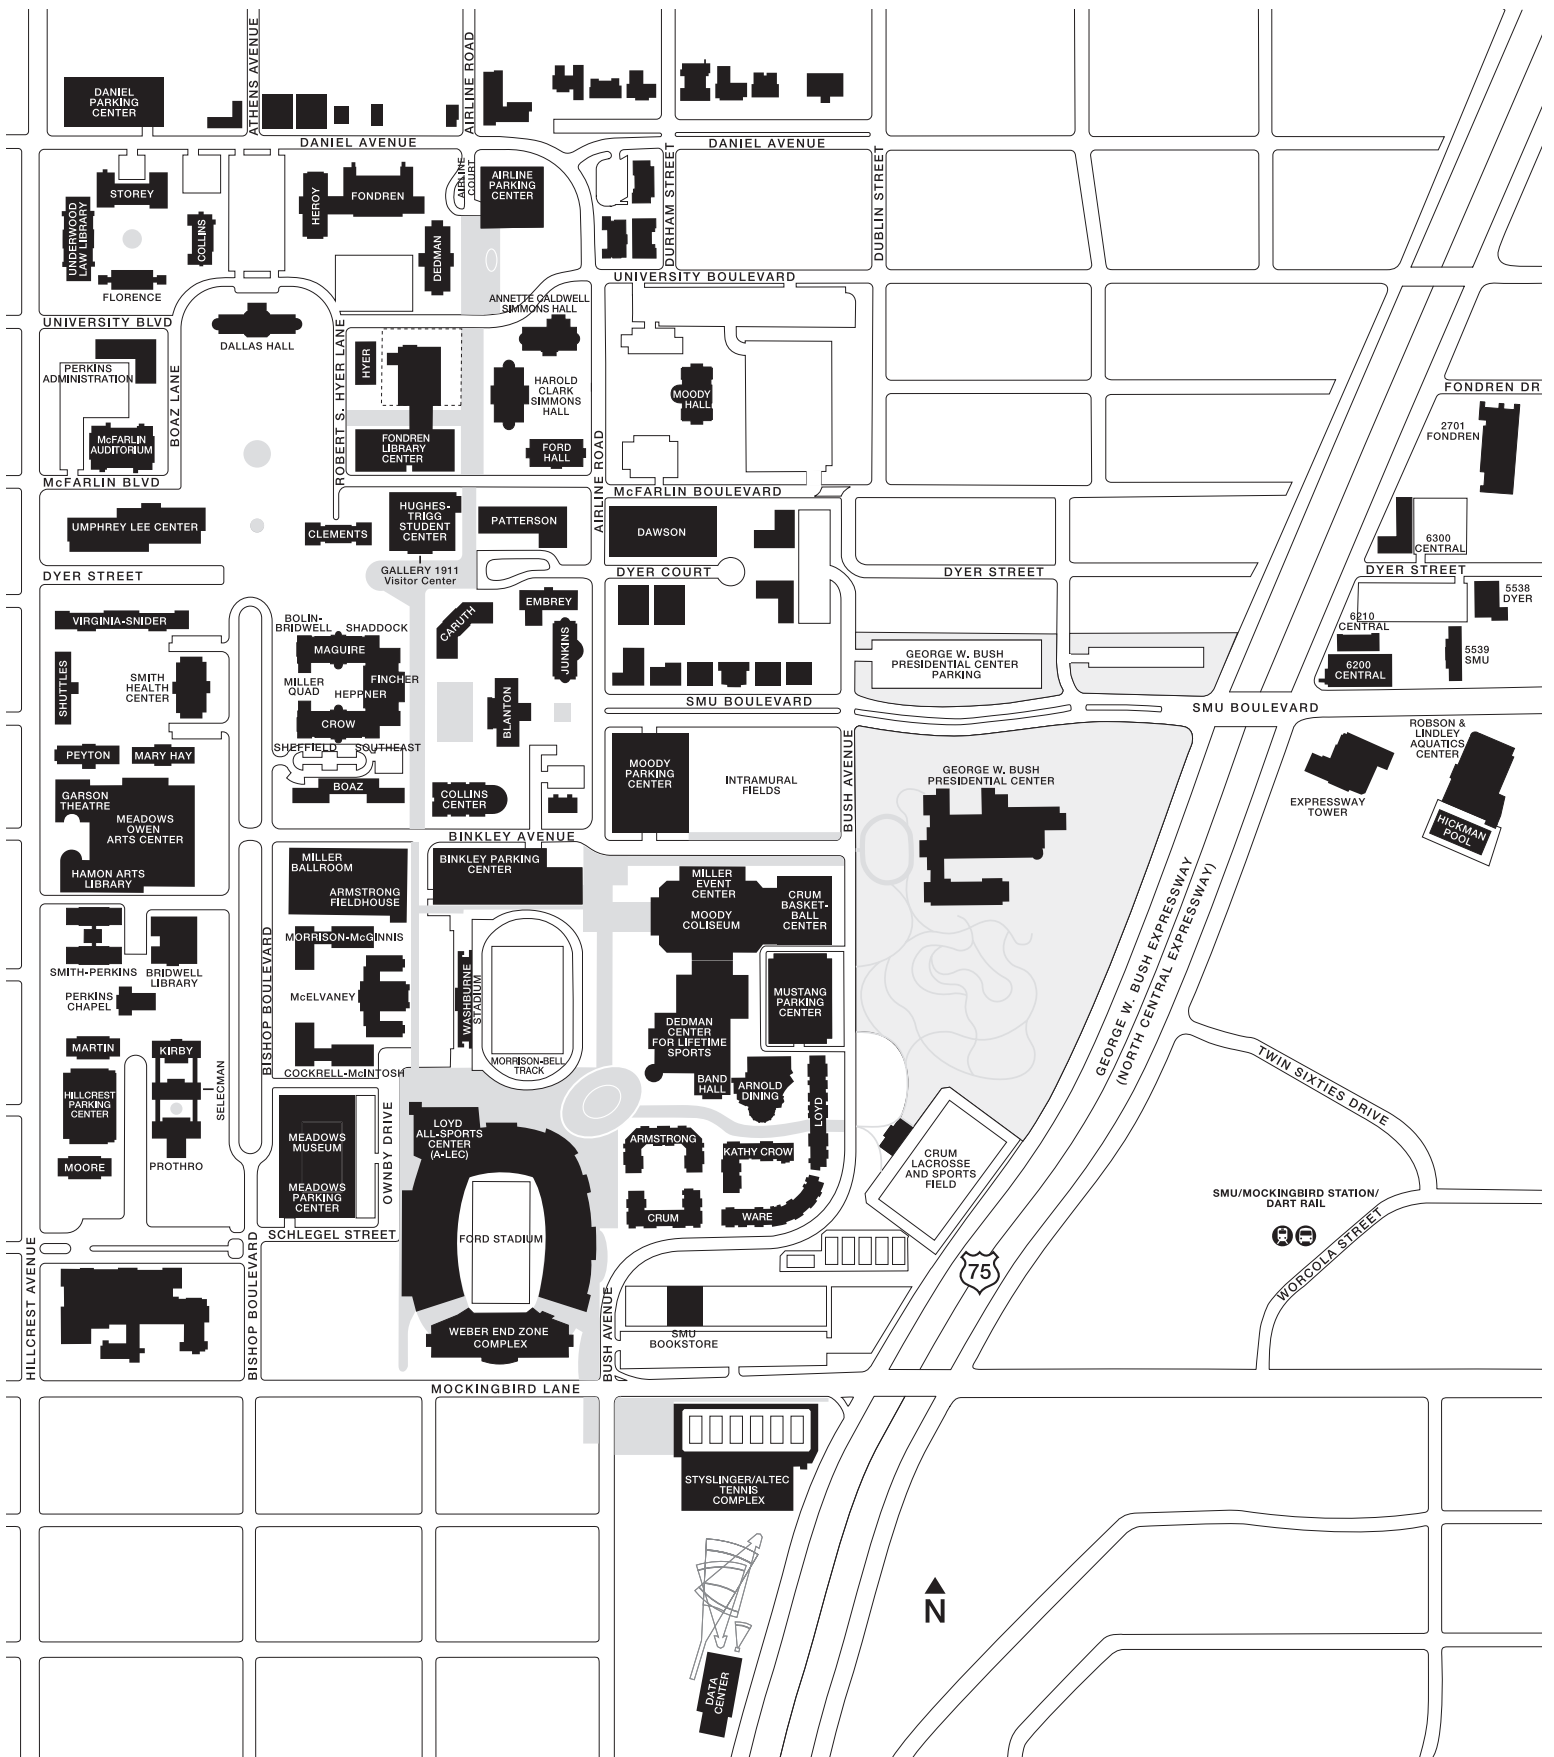 ATHENS AVENUE
AIRLINE ROAD
DANIEL
PARKING
CENTER
DANIEL AVENUE
DANIEL AVENUE
STOREY
HEROY
FONDREN
AIRLINE
COURT
AIRLINE
PARKING
CENTER
DURHAM STREET
DUBLIN STREET
UNDERWOOD
LAW LIBRARY
COLLINS
DEDMAN
FLORENCE
UNIVERSITY BOULEVARD
ANNETTE CALDWELL
SIMMONS HALL
UNIVERSITY BLVD
DALLAS HALL
ROBERT S. HYER LANE
HYER
PERKINS
ADMINISTRATION
BOAZ LANE
HAROLD
CLARK
SIMMONS
HALL
MOODY
HALL
FONDREN DR
2701
FONDREN
McFARLIN
AUDITORIUM
FONDREN
LIBRARY
CENTER
FORD
HALL
AIRLINE ROAD
McFARLIN BLVD
McFARLIN BOULEVARD
UMPHREY LEE CENTER
CLEMENTS
HUGHES-
TRIGG
STUDENT
CENTER
PATTERSON
DAWSON
6300
CENTRAL
GALLERY 1911
Visitor Center
DYER STREET
DYER COURT
DYER STREET
DYER STREET
5538
DYER
VIRGINIA-SNIDER
BOLIN-
BRIDWELL
SHADDOCK
MAGUIRE
CARUTH
EMBREY
JUNKINS
6210
CENTRAL
6200
CENTRAL
5539
SMU
SHUTTLES
SMITH
HEALTH
CENTER
MILLER
QUAD
FINCHER
HEPPNER
CROW
BLANTON
GEORGE W. BUSH
PRESIDENTIAL CENTER
PARKING
SMU BOULEVARD
SMU BOULEVARD
PEYTON
MARY HAY
SHEFFIELD
SOUTHEAST
BOAZ
COLLINS
CENTER
MOODY
PARKING
CENTER
INTRAMURAL
FIELDS
BUSH AVENUE
GEORGE W. BUSH
PRESIDENTIAL CENTER
EXPRESSWAY
TOWER
ROBSON &
LINDLEY
AQUATICS
CENTER
HICKMAN
POOL
GARSON
THEATRE
MEADOWS
OWEN
ARTS CENTER
HAMON ARTS
LIBRARY
BINKLEY AVENUE
MILLER
BALLROOM
ARMSTRONG
FIELDHOUSE
BINKLEY PARKING
CENTER
MILLER
EVENT
CENTER
MOODY
COLISEUM
CRUM
BASKET-
BALL
CENTER
SMITH-PERKINS
BRIDWELL
LIBRARY
PERKINS
CHAPEL
BISHOP BOULEVARD
MORRISON-McGINNIS
McELVANEY
WASHBURNE
STADIUM
MORRISON-BELL
TRACK
MUSTANG
PARKING
CENTER
DEDMAN
CENTER
FOR LIFETIME
SPORTS
GEORGE W. BUSH EXPRESSWAY
(NORTH CENTRAL EXPRESSWAY)
MARTIN
KIRBY
SELECMAN
COCKRELL-McINTOSH
BAND
HALL
ARNOLD
DINING
LOYD
TWIN SIXTIES DRIVE
HILLCREST
PARKING
CENTER
MOORE
PROTHRO
MEADOWS
MUSEUM
MEADOWS
PARKING
CENTER
OWNBY DRIVE
LOYD
ALL-SPORTS
CENTER
(A-LEC)
ARMSTRONG
KATHY CROW
CRUM
WARE
CRUM
LACROSSE
AND SPORTS
FIELD
SMU/MOCKINGBIRD STATION/
DART RAIL
WORCOLA STREET
SCHLEGEL STREET
FORD STADIUM
75
HILLCREST AVENUE
BISHOP BOULEVARD
WEBER END ZONE
COMPLEX
BUSH AVENUE
SMU
BOOKSTORE
MOCKINGBIRD LANE
STYSLINGER/ALTEC
TENNIS
COMPLEX
N
DATA
CENTER